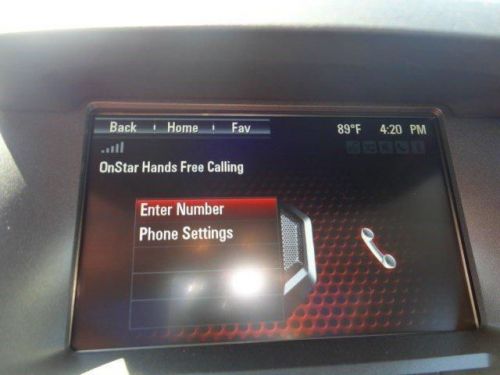 Back Home Fav 89°F 4:20 PM
OnStar Hands Free Calling
Enter Number
Phone Settings